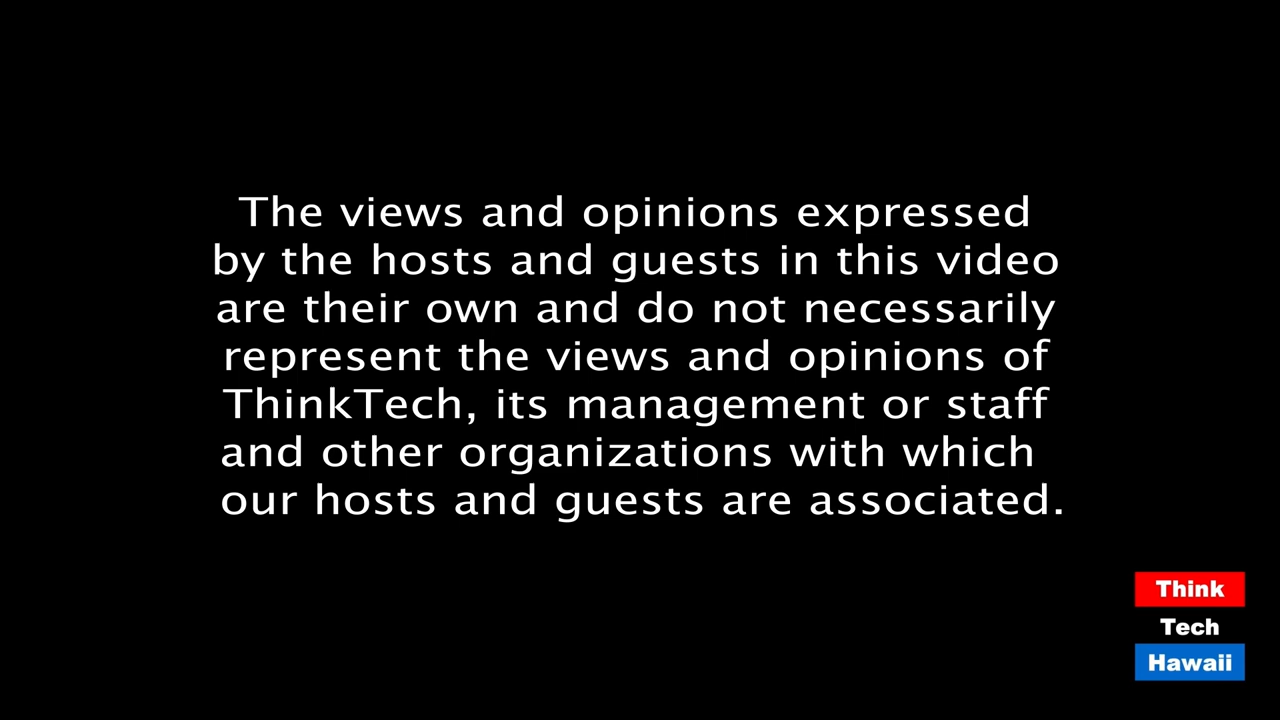 The views and opinions expressed
by the hosts and guests in this video
are their own and do not necessarily
represent the views and opinions of
ThinkTech, its management or staff
and other organizations with which
our hosts and guests are associated.
Think
Tech
Hawaii